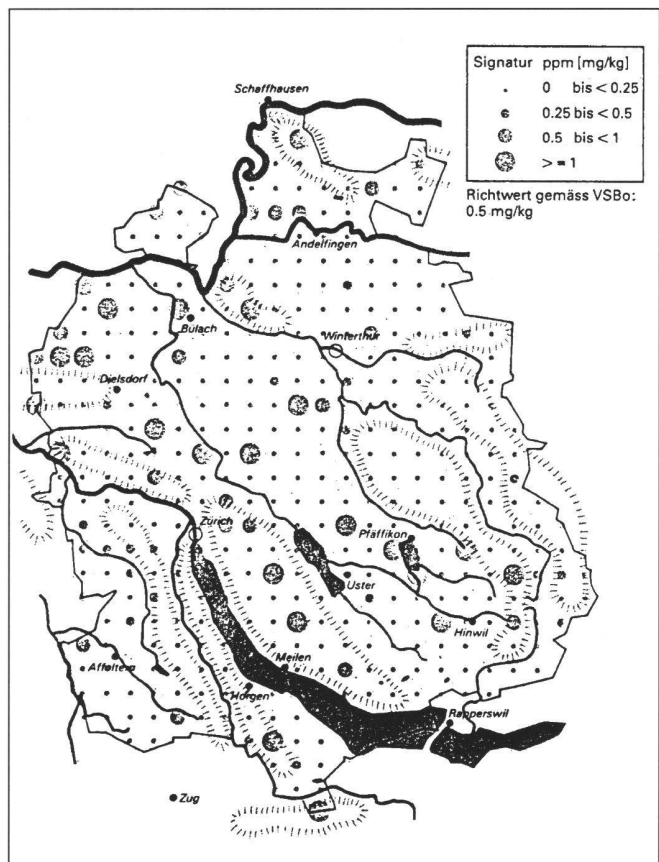 Signatur ppm [mg/kg]
0 bis < 0.25
0.25 bis < 0.5
0.5 bis < 1
> = 1
Richtwert gemäss VSBo:
0.5 mg/kg
Schaffhausen
Andelfingen
Bülach
Winterthur
Dielsdorf
Zürich
Pfäffikon
Uster
Hinwil
Meilen
Affoltern
Horgen
Rapperswil
Zug